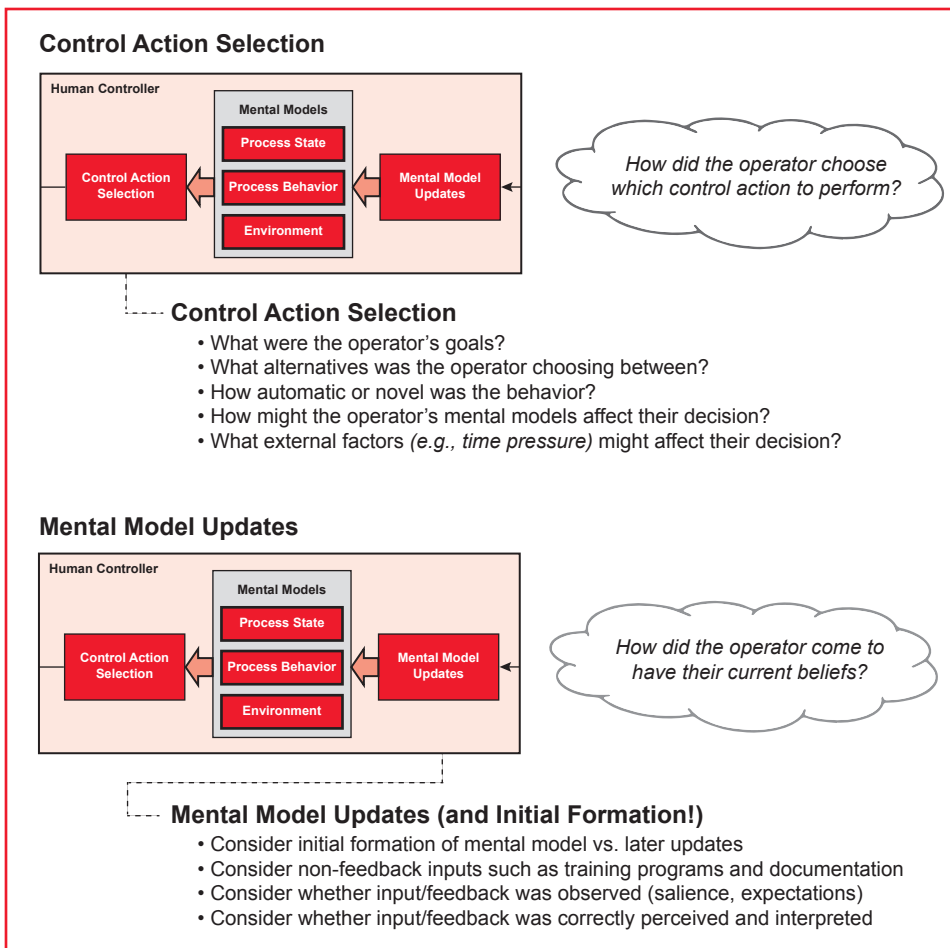 Control Action Selection
Human Controller
Mental Models
Process State
Control Action
Selection
Process Behavior
Mental Model
Updates
Environment
How did the operator choose
which control action to perform?
Control Action Selection
• What were the operator’s goals?
• What alternatives was the operator choosing between?
• How automatic or novel was the behavior?
• How might the operator’s mental models affect their decision?
• What external factors (e.g., time pressure) might affect their decision?
Mental Model Updates
Human Controller
Mental Models
Process State
Control Action
Selection
Process Behavior
Mental Model
Updates
Environment
How did the operator come to
have their current beliefs?
Mental Model Updates (and Initial Formation!)
• Consider initial formation of mental model vs. later updates
• Consider non-feedback inputs such as training programs and documentation
• Consider whether input/feedback was observed (salience, expectations)
• Consider whether input/feedback was correctly perceived and interpreted